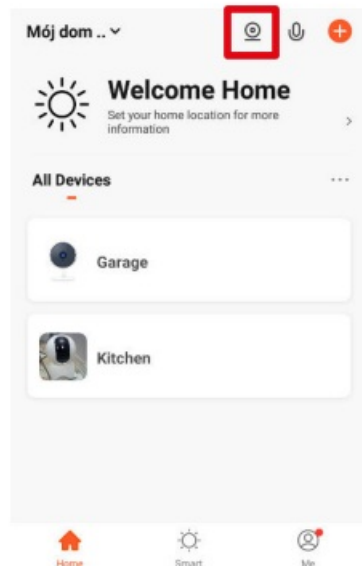 Mój dom ..
Welcome Home
Set your home location for more
information
All Devices
Garage
Kitchen
Home
Smart
Me